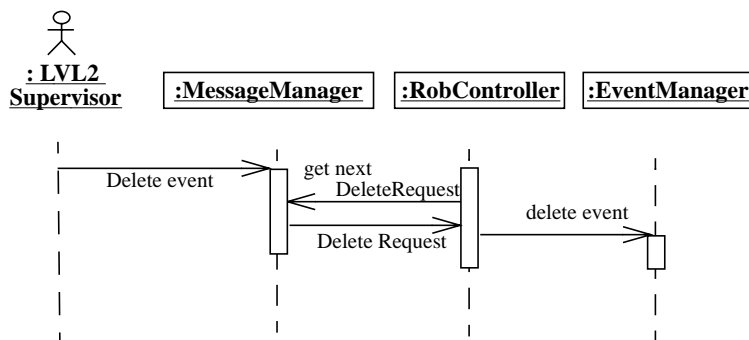 : LVL2
Supervisor
:MessageManager
:RobController
:EventManager
Delete event
get next
DeleteRequest
Delete Request
delete event